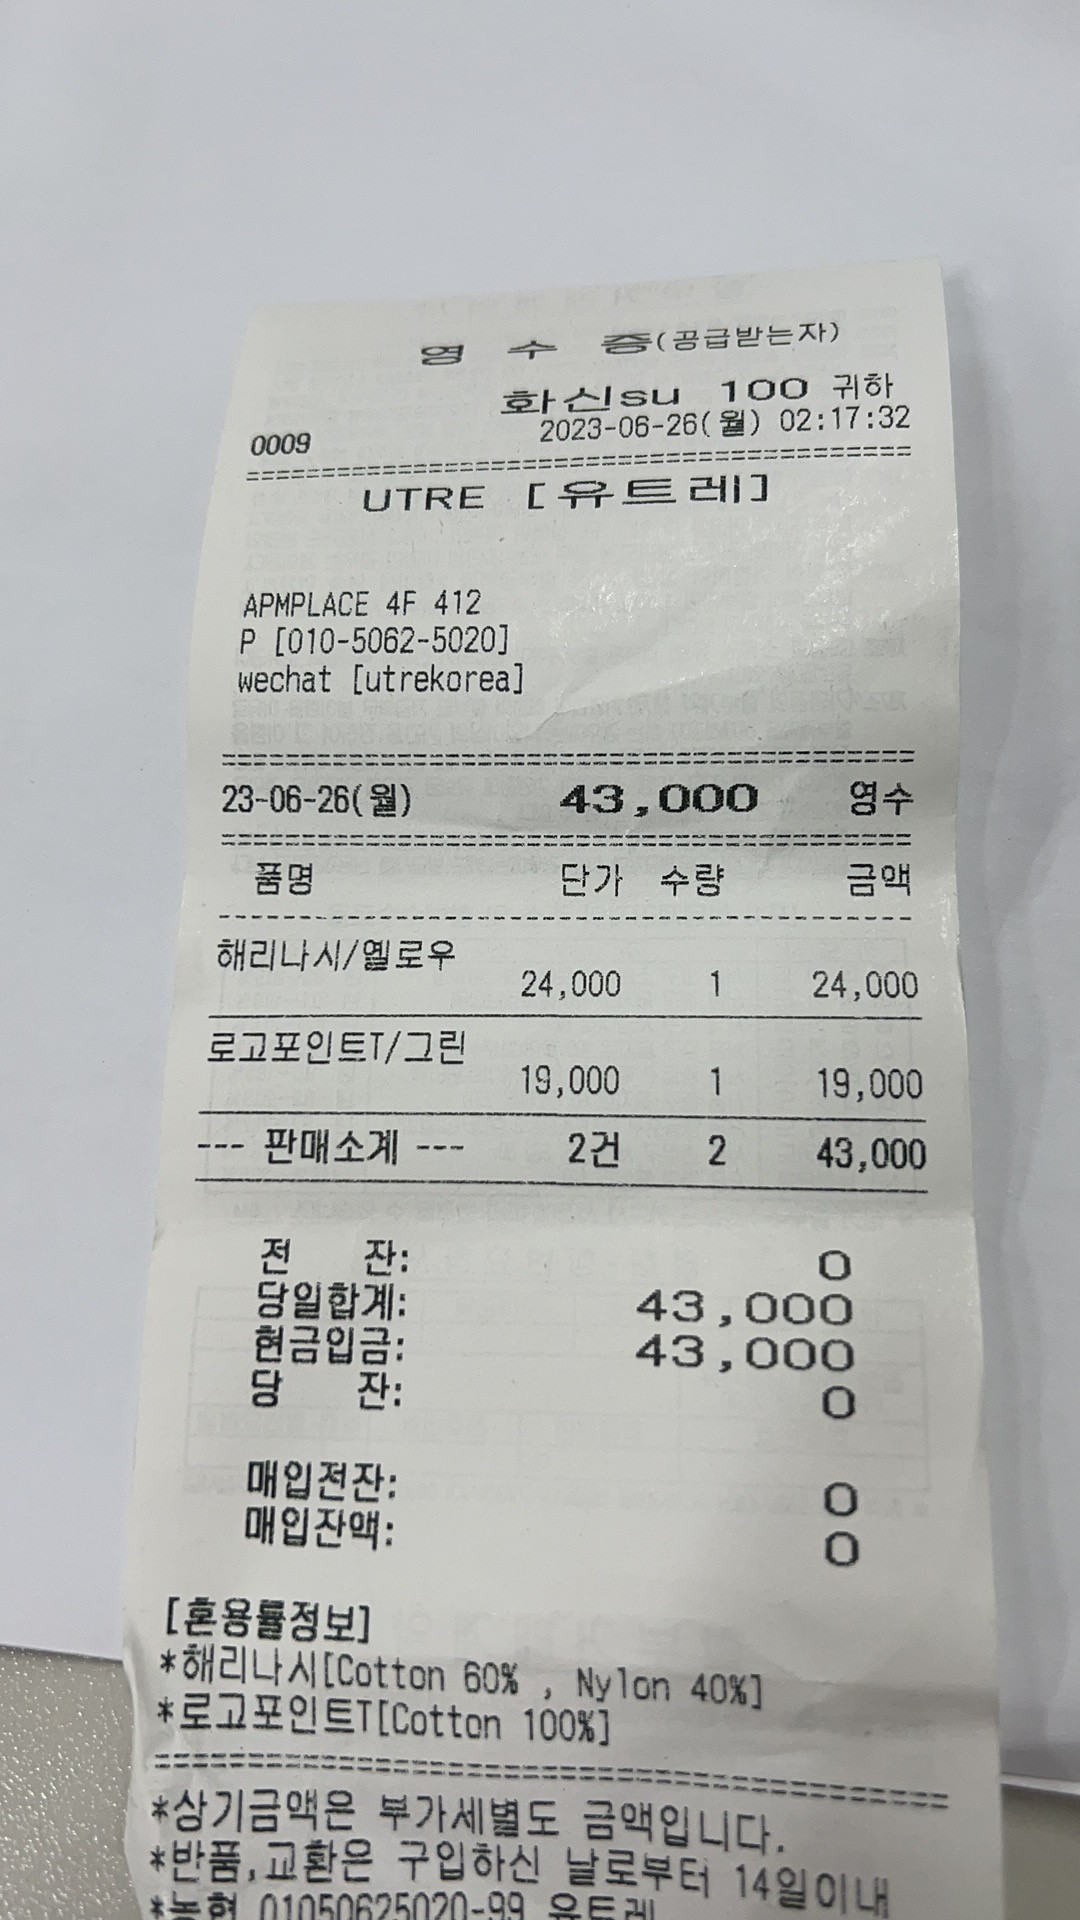 영 수 증(공급받는자)
화신su 100 귀하
0009 2023-06-26(월) 02:17:32
UTRE [유트레]
APMPLACE 4F 412
P [010-5062-5020]
wechat [utrekorea]
23-06-26(월) 43,000 영수
품명 단가 수량 금액
해리나시/옐로우
24,000 1 24,000
로고포인트T/그린
19,000 1 19,000
--- 판매소계 --- 2건 2 43,000
전 잔: 0
당일합계: 43,000
현금입금: 43,000
당 잔: 0
매입전잔: 0
매입잔액: 0
[혼용률정보]
*해리나시[Cotton 60% , Nylon 40%]
*로고포인트T[Cotton 100%]
*상기금액은 부가세별도 금액입니다.
*반품,교환은 구입하신 날로부터 14일이내
*농협 01050625020-99 유트레